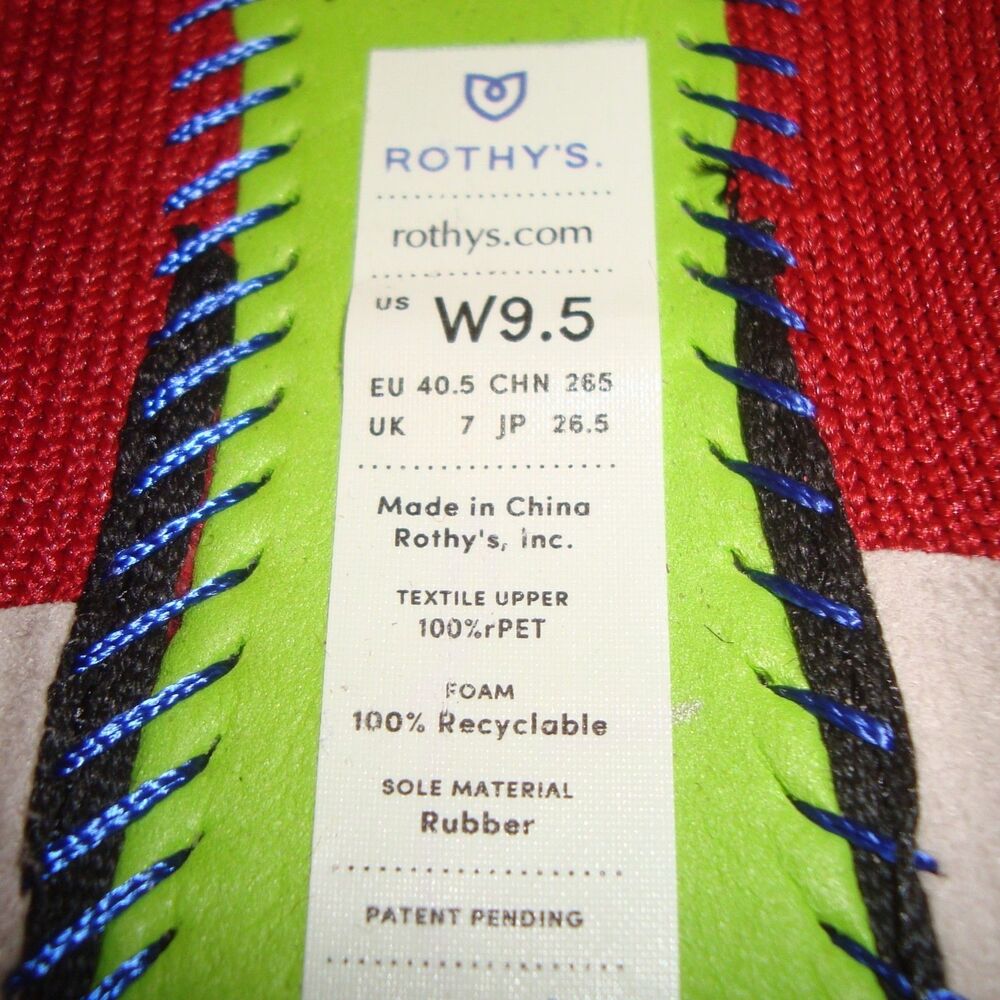 ROTHY'S.
rothys.com
US W9.5
EU 40.5 CHN 265
UK 7 JP 26.5
Made in China
Rothy's, Inc.
TEXTILE UPPER
100%rPET
FOAM
100% Recyclable
SOLE MATERIAL
Rubber
PATENT PENDING